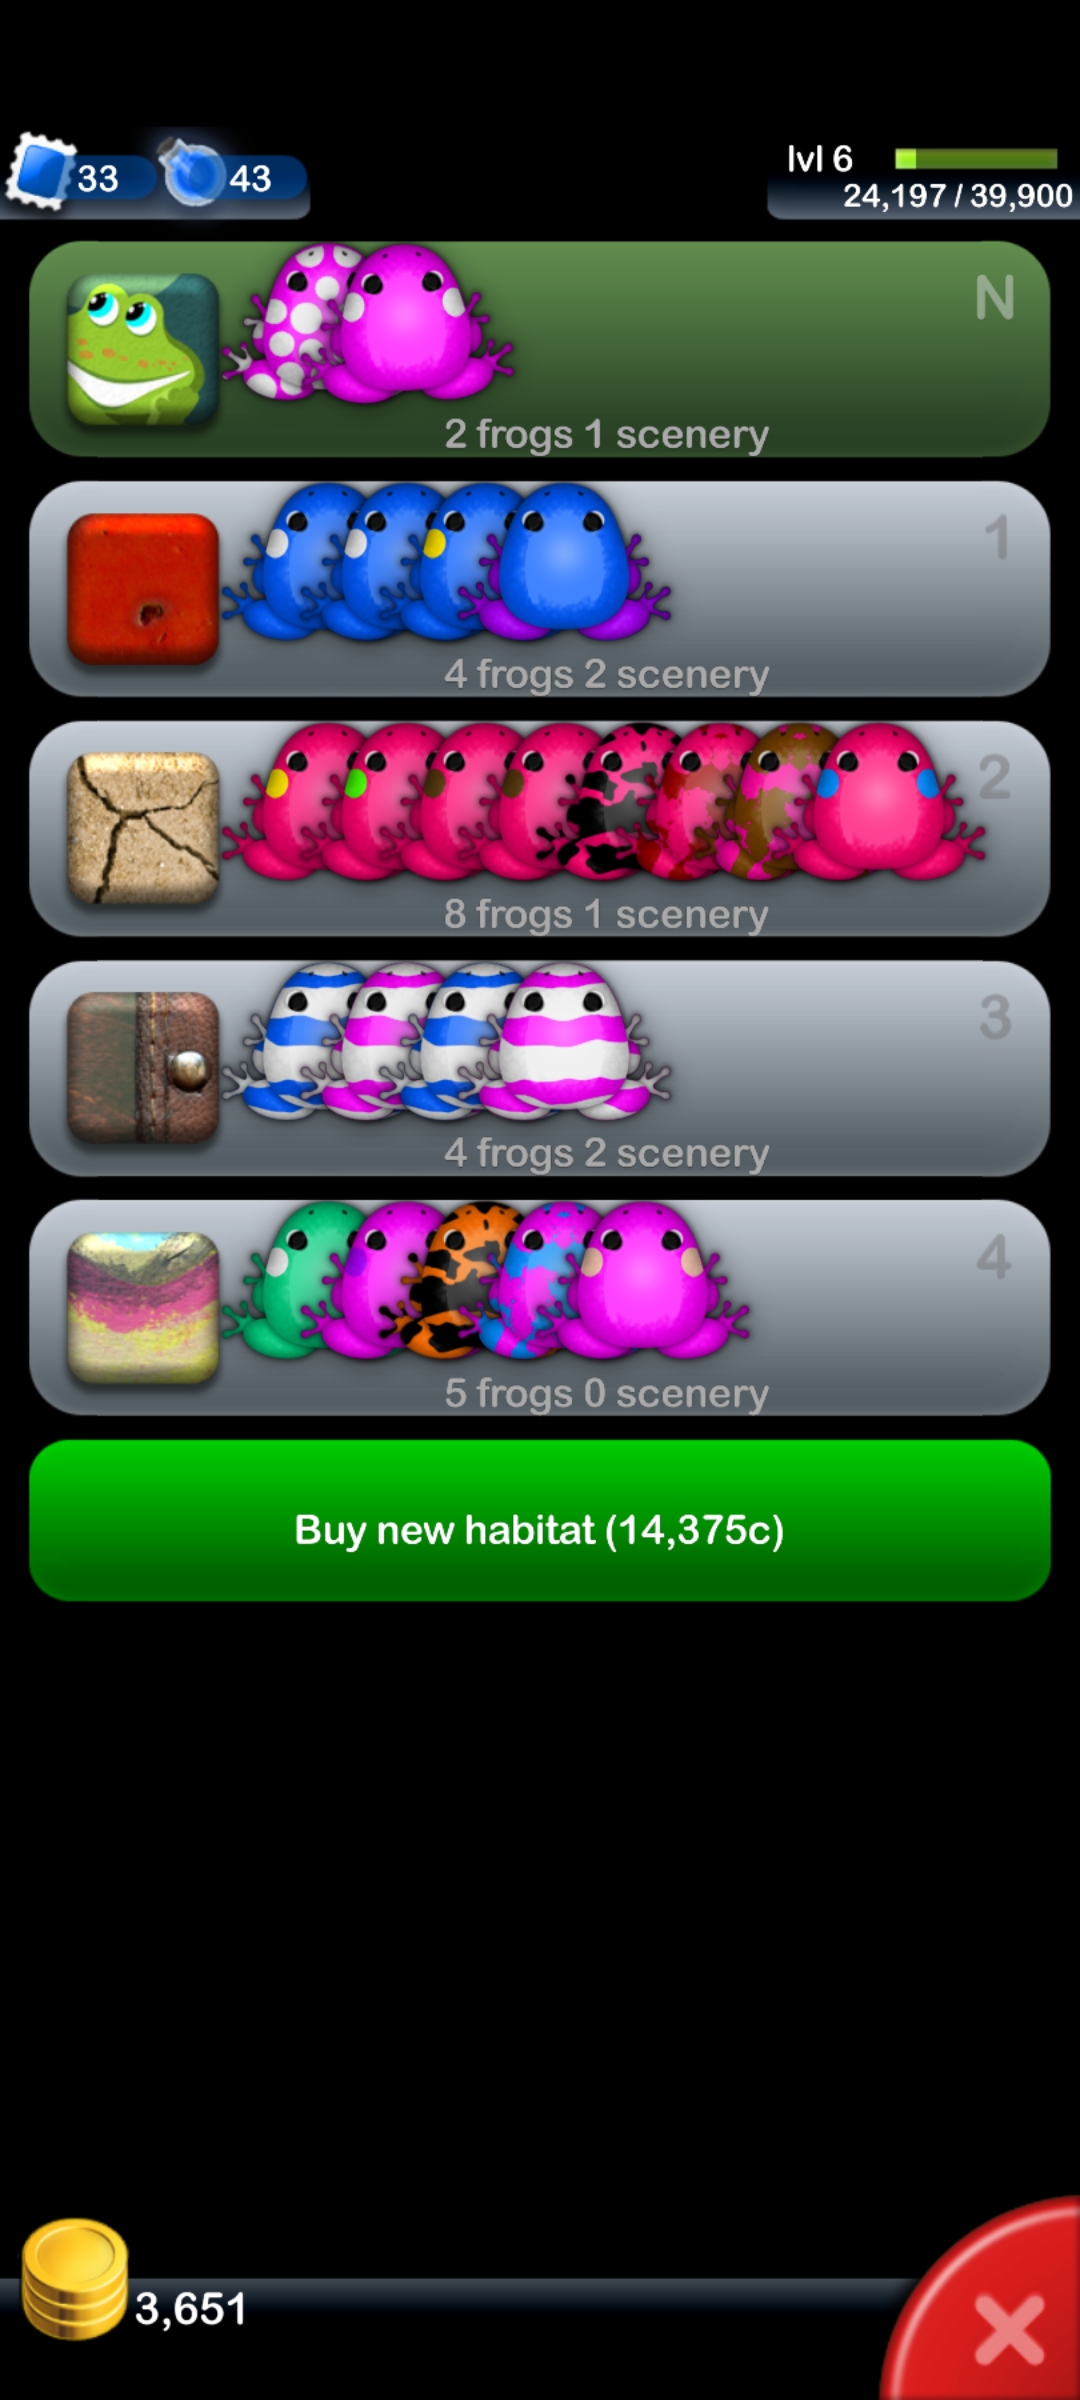 33
43
lvl 6
24,197 / 39,900
N
2 frogs 1 scenery
1
4 frogs 2 scenery
2
8 frogs 1 scenery
3
4 frogs 2 scenery
4
5 frogs 0 scenery
Buy new habitat (14,375c)
3,651